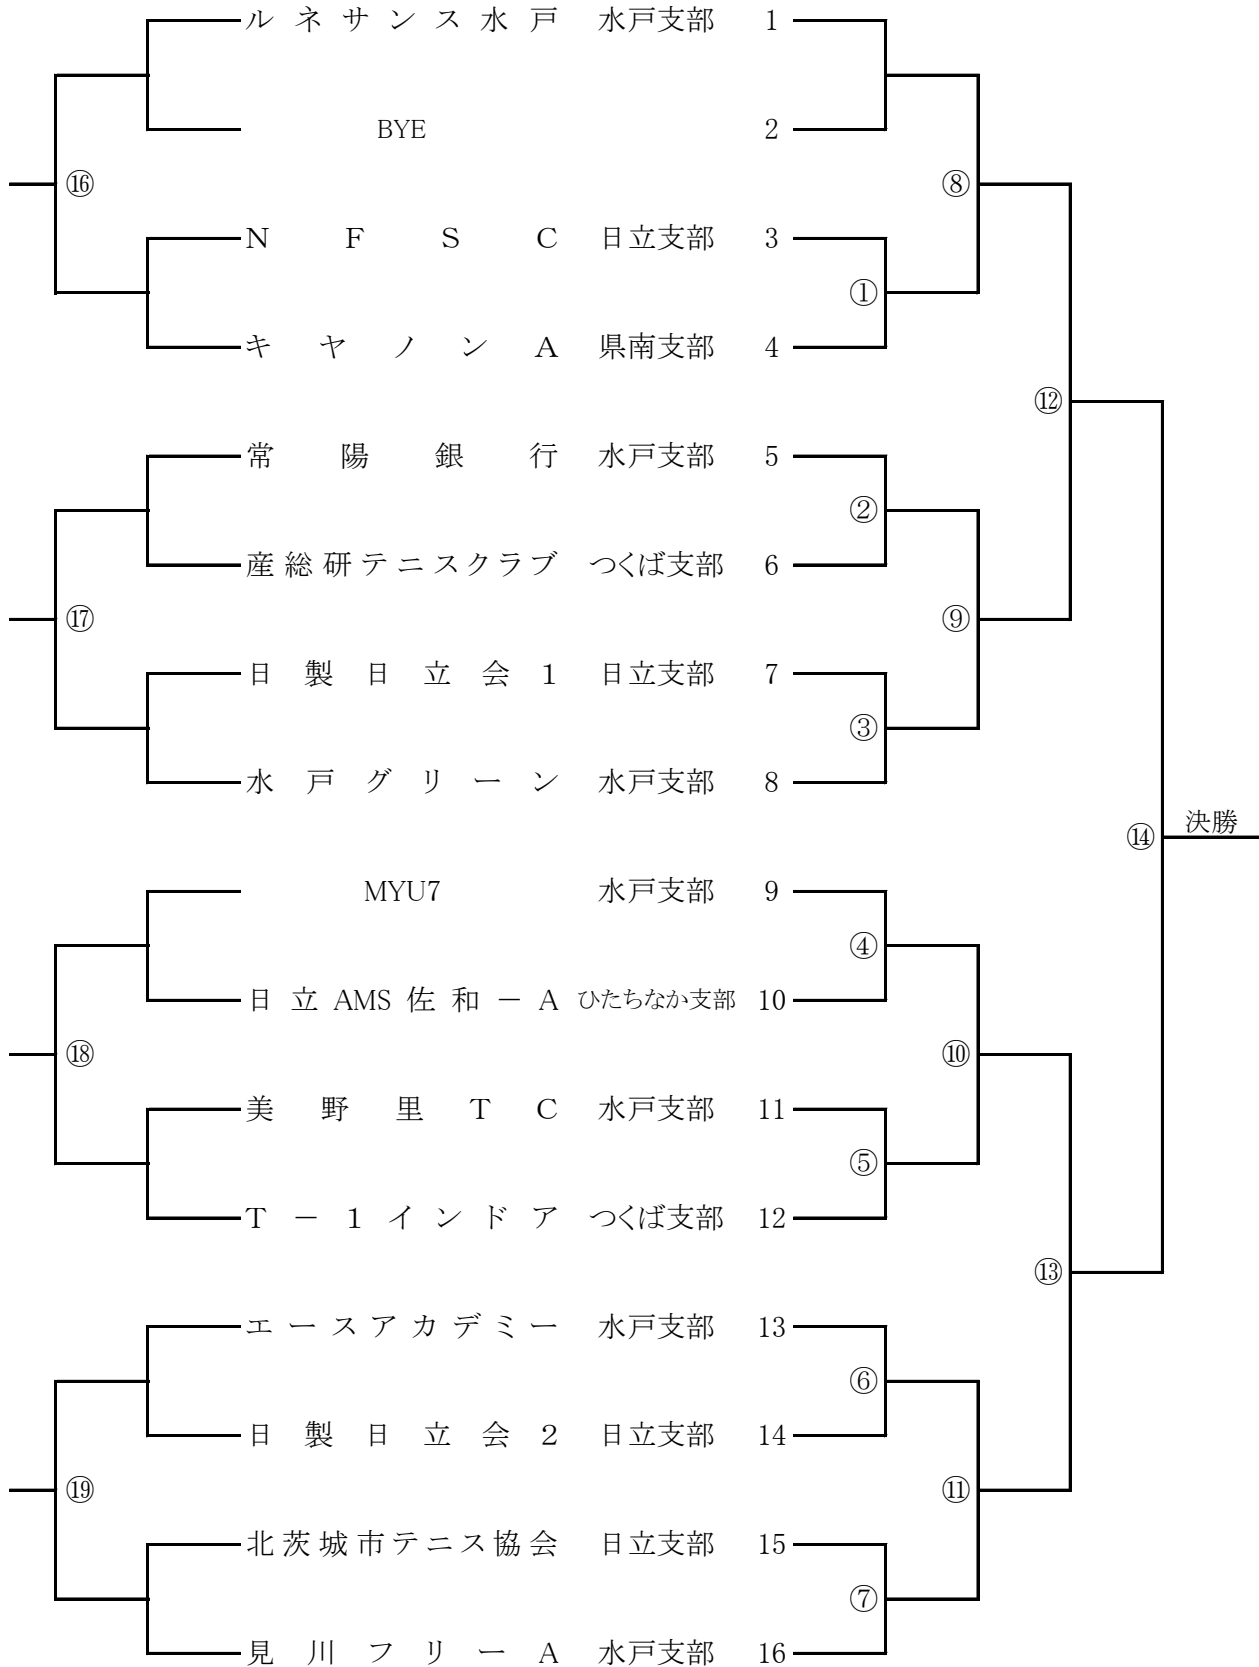 ルネサンス水戸 水戸支部 1
BYE 2
⑯ ⑧
NFSC 日立支部 3
①
キヤノンA 県南支部 4
⑫
常陽銀行 水戸支部 5
②
産総研テニスクラブ つくば支部 6
⑰ ⑨
日製日立会1 日立支部 7
③
水戸グリーン 水戸支部 8
⑭ 決勝
MYU7 水戸支部 9
④
日立AMS佐和-A ひたちなか支部 10
⑱ ⑩
美野里TC 水戸支部 11
⑤
T-1インドア つくば支部 12
⑬
エースアカデミー 水戸支部 13
⑥
日製日立会2 日立支部 14
⑲ ⑪
北茨城市テニス協会 日立支部 15
⑦
見川フリーA 水戸支部 16